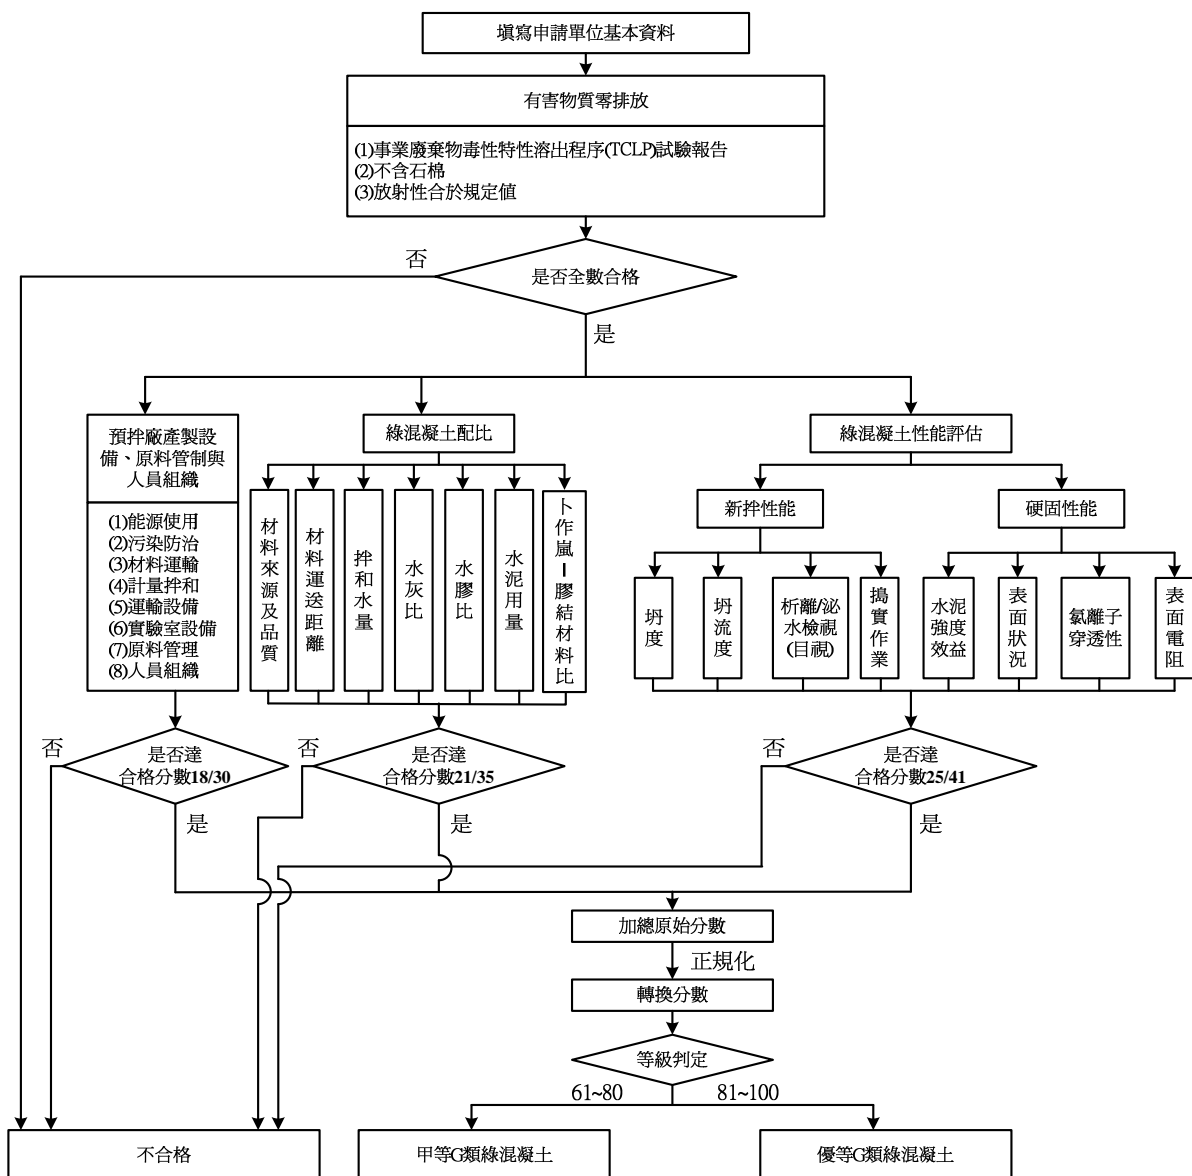 填寫申請單位基本資料
有害物質零排放
(1)事業廢棄物毒性特性溶出程序(TCLP)試驗報告
(2)不含石棉
(3)放射性合於規定值
否
是否全數合格
是
預拌廠產製設
備、原料管制與
人員組織
(1)能源使用
(2)污染防治
(3)材料運輸
(4)計量拌和
(5)運輸設備
(6)實驗室設備
(7)原料管理
(8)人員組織
綠混凝土配比
材料來源及品質
材料運送距離
拌和水量
水灰比
水膠比
水泥用量
卜作嵐-膠結材料比
綠混凝土性能評估
新拌性能
硬固性能
坍度
坍流度
析離/泌
水檢視
(目視)
搗實作業
水泥
強度
效益
表面狀況
氯離子
穿透性
表面電阻
否
是否達
合格分數18/30
是
否
是否達
合格分數21/35
是
否
是否達
合格分數25/41
是
加總原始分數
正規化
轉換分數
等級判定
61~80
81~100
不合格
甲等G類綠混凝土
優等G類綠混凝土